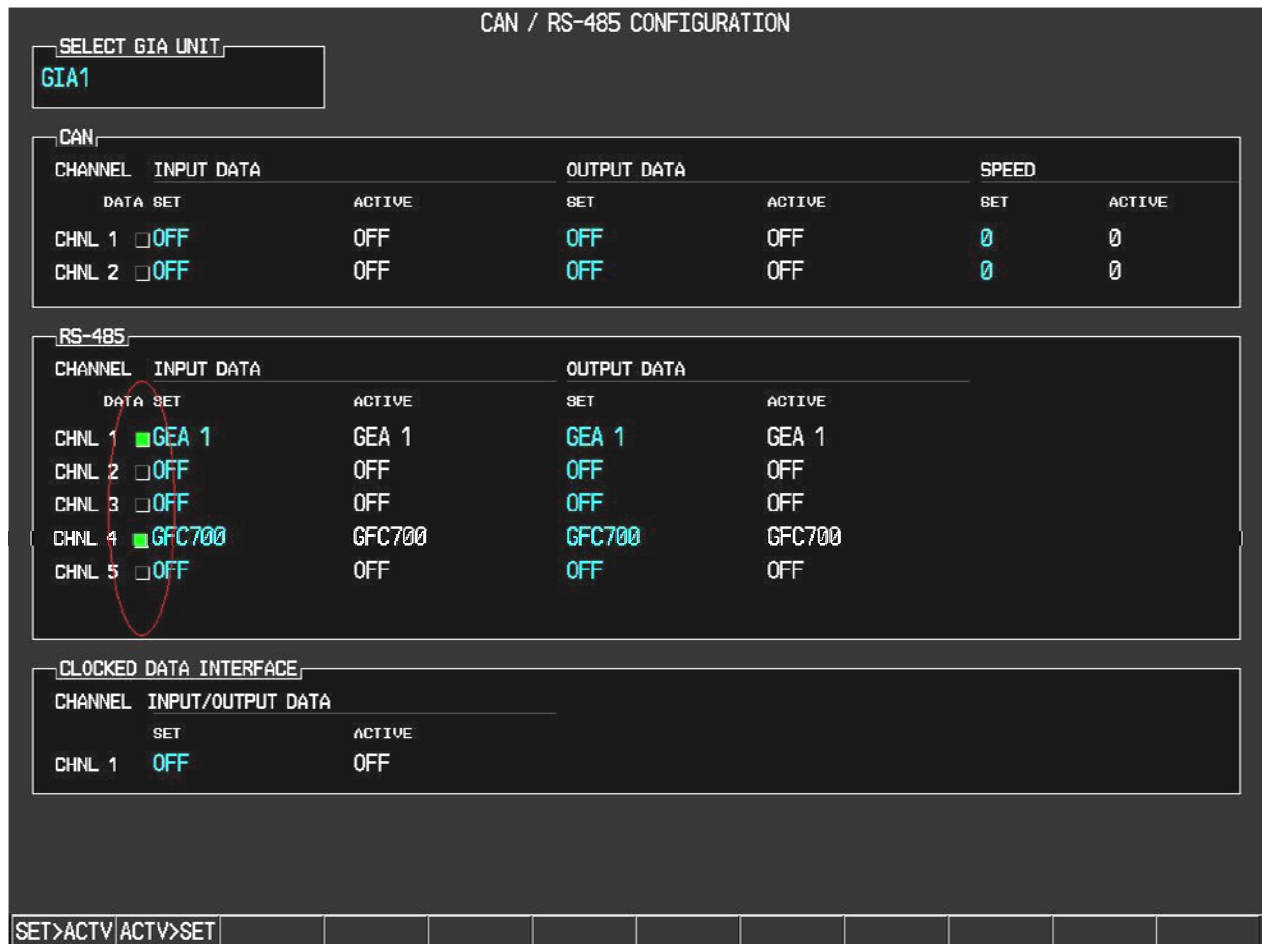 CAN / RS-485 CONFIGURATION
SELECT GIA UNIT
GIA1
CAN
CHANNEL INPUT DATA OUTPUT DATA SPEED
DATA SET ACTIVE SET ACTIVE SET ACTIVE
CHNL 1 OFF OFF OFF OFF 0 0
CHNL 2 OFF OFF OFF OFF 0 0
RS-485
CHANNEL INPUT DATA OUTPUT DATA
DATA SET ACTIVE SET ACTIVE
CHNL 1 GEA 1 GEA 1 GEA 1 GEA 1
CHNL 2 OFF OFF OFF OFF
CHNL 3 OFF OFF OFF OFF
CHNL 4 GFC700 GFC700 GFC700 GFC700
CHNL 5 OFF OFF OFF OFF
CLOCKED DATA INTERFACE
CHANNEL INPUT/OUTPUT DATA
SET ACTIVE
CHNL 1 OFF OFF
SET>ACTV ACTV>SET